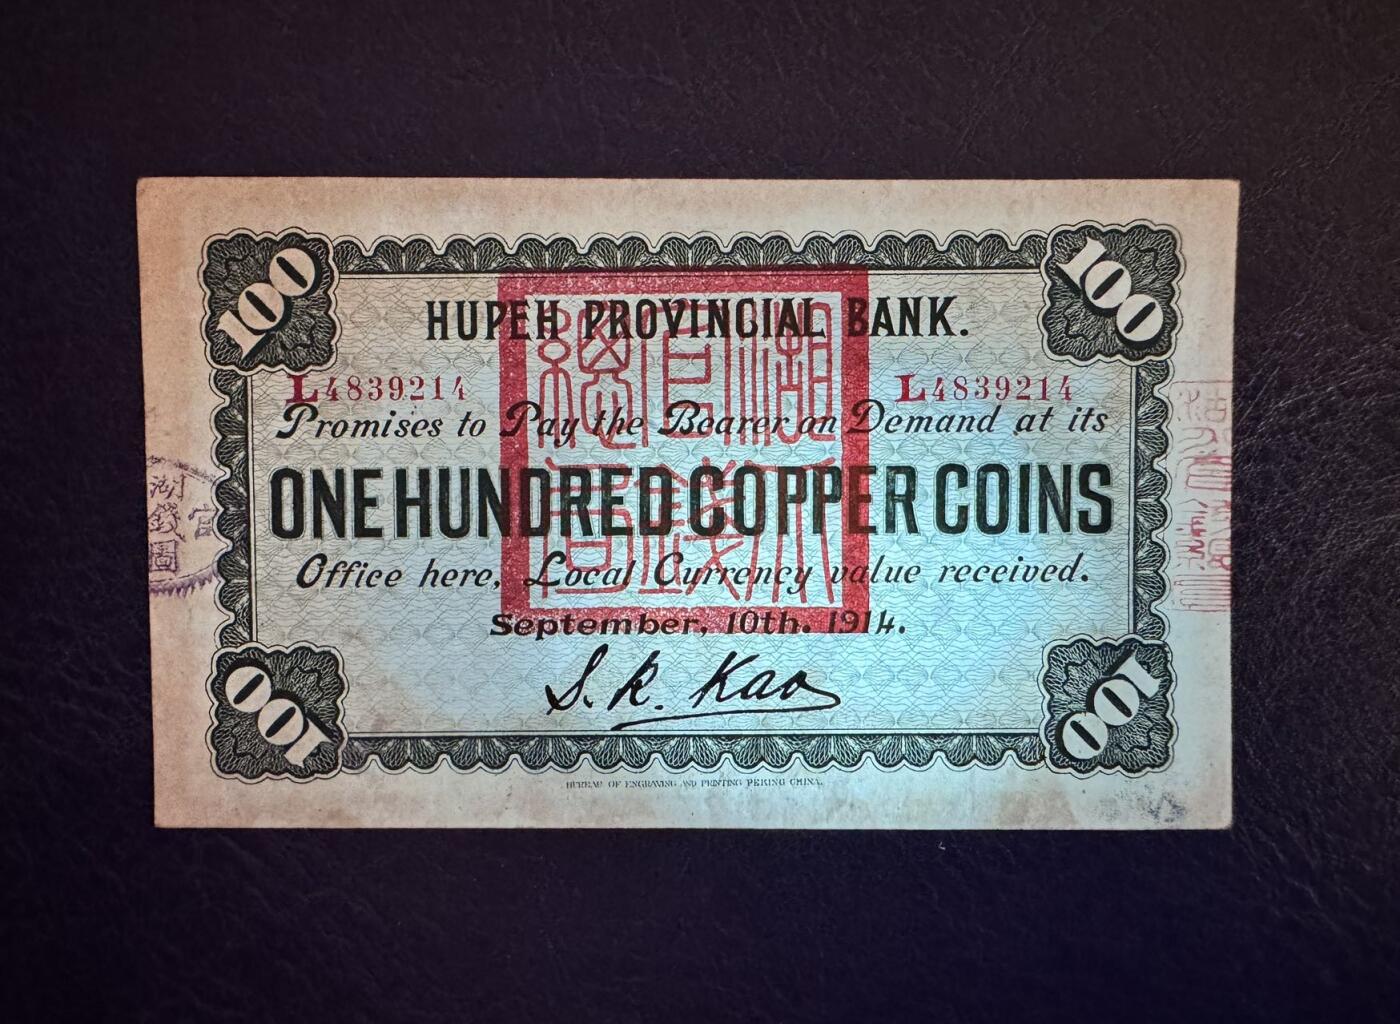 100 100
HUPEH PROVINCIAL BANK.
L4839214 L4839214
Promises to Pay the Bearer on Demand at its
ONE HUNDRED COPPER COINS
Office here, Local Currency value received.
September, 10th. 1914.
S. R. Kao
100 100
BUREAU OF ENGRAVING AND PRINTING PEKING CHINA.
湖
官